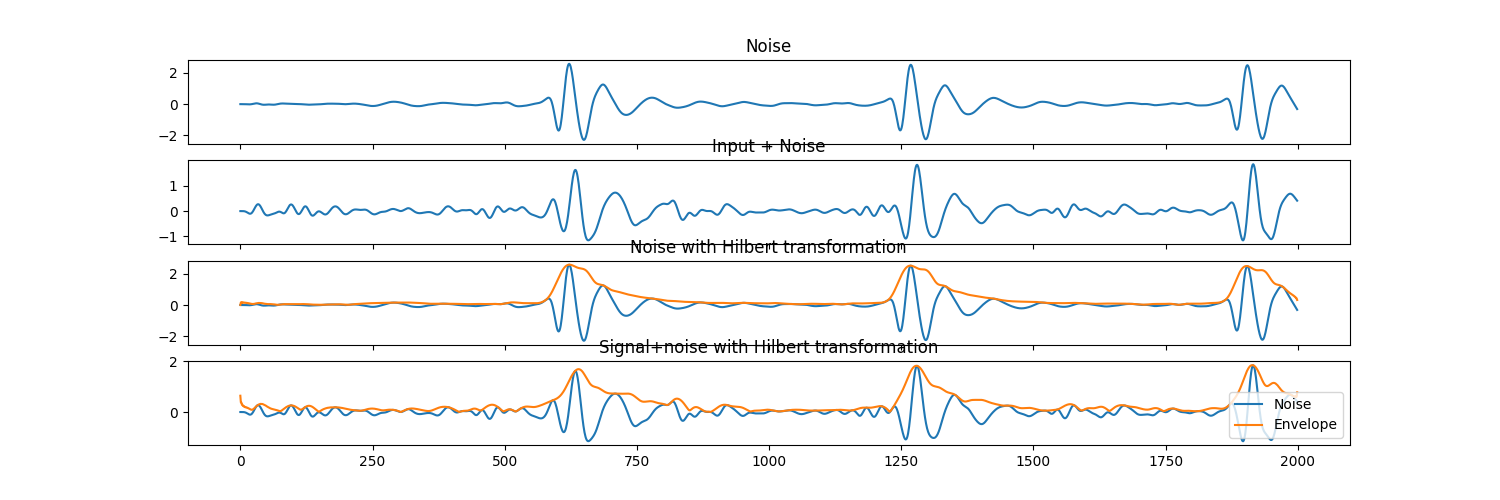 Noise
2
0
−2
Input + Noise
1
0
−1
Noise with Hilbert transformation
2
0
−2
Signal+noise with Hilbert transformation
2
0
Noise
Envelope
0 250 500 750 1000 1250 1500 1750 2000